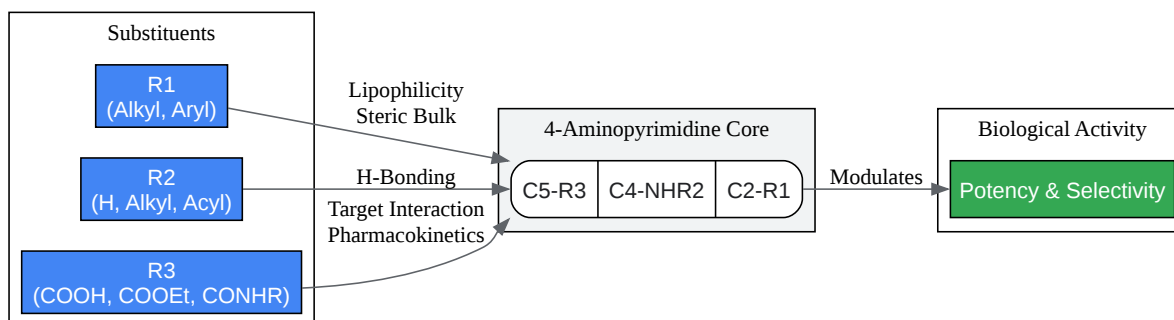 Substituents
R1
(Alkyl, Aryl)
R2
(H, Alkyl, Acyl)
R3
(COOH, COOEt, CONHR)
Lipophilicity
Steric Bulk
H-Bonding
Target Interaction
Pharmacokinetics
4-Aminopyrimidine Core
C5-R3 C4-NHR2 C2-R1
Modulates
Biological Activity
Potency & Selectivity